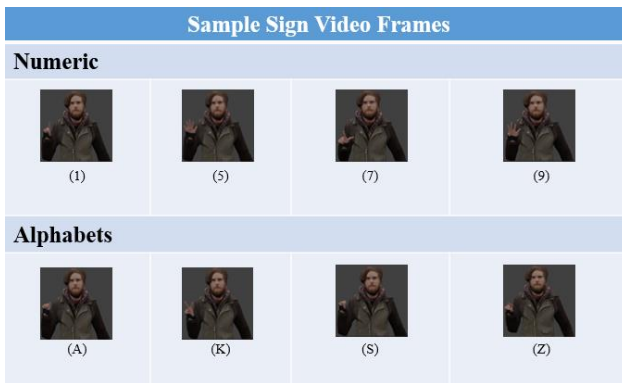 Sample Sign Video Frames
Numeric
(1) (5) (7) (9)
Alphabets
(A) (K) (S) (Z)